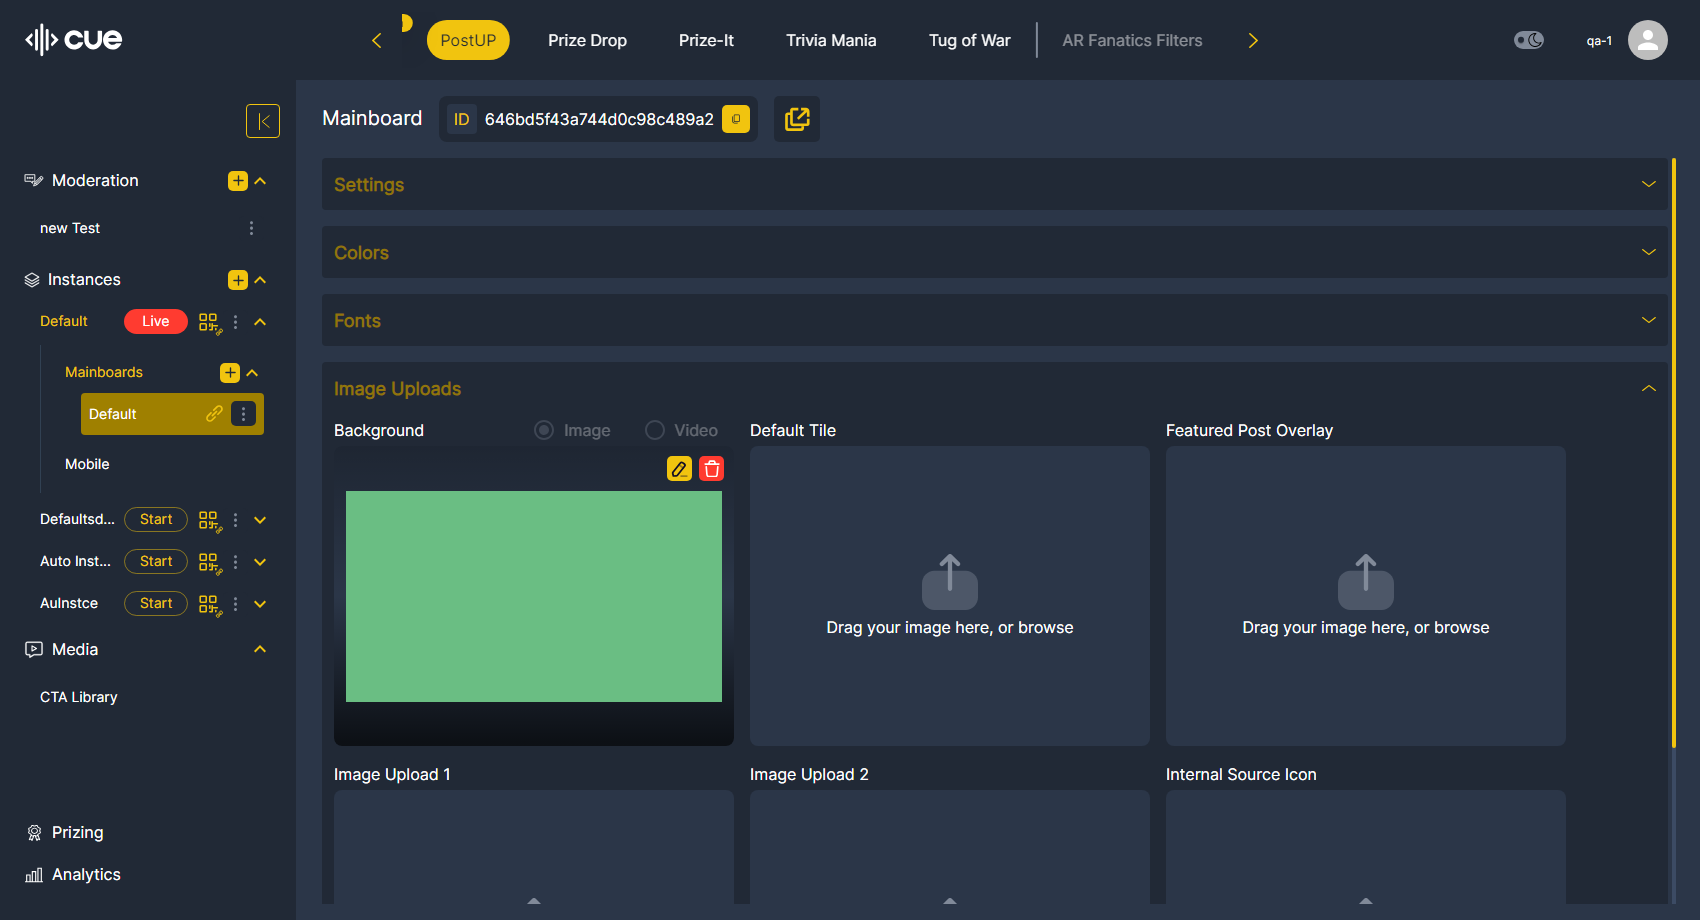 cue
PostUP
Prize Drop
Prize-It
Trivia Mania
Tug of War
AR Fanatics Filters
qa-1
Moderation
new Test
Instances
Default
Live
Mainboards
Default
Mobile
Defaultsd...
Start
Auto Inst...
Start
AuInstce
Start
Media
CTA Library
Prizing
Analytics
Mainboard
ID
646bd5f43a744d0c98c489a2
Settings
Colors
Fonts
Image Uploads
Background
Image
Video
Default Tile
Featured Post Overlay
Drag your image here, or browse
Drag your image here, or browse
Image Upload 1
Image Upload 2
Internal Source Icon